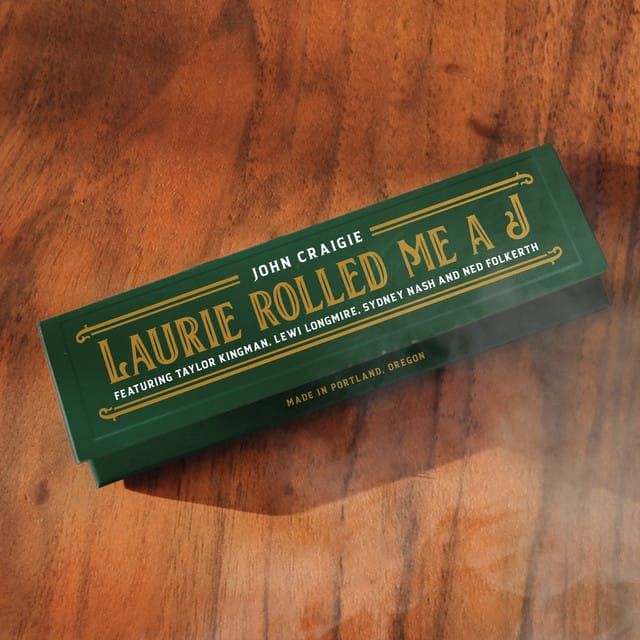 JOHN CRAIGIE
LAURIE ROLLED ME A J
FEATURING TAYLOR KINGMAN, LEWI LONGMIRE, SYDNEY NASH AND NED FOLKERTH
MADE IN PORTLAND, OREGON